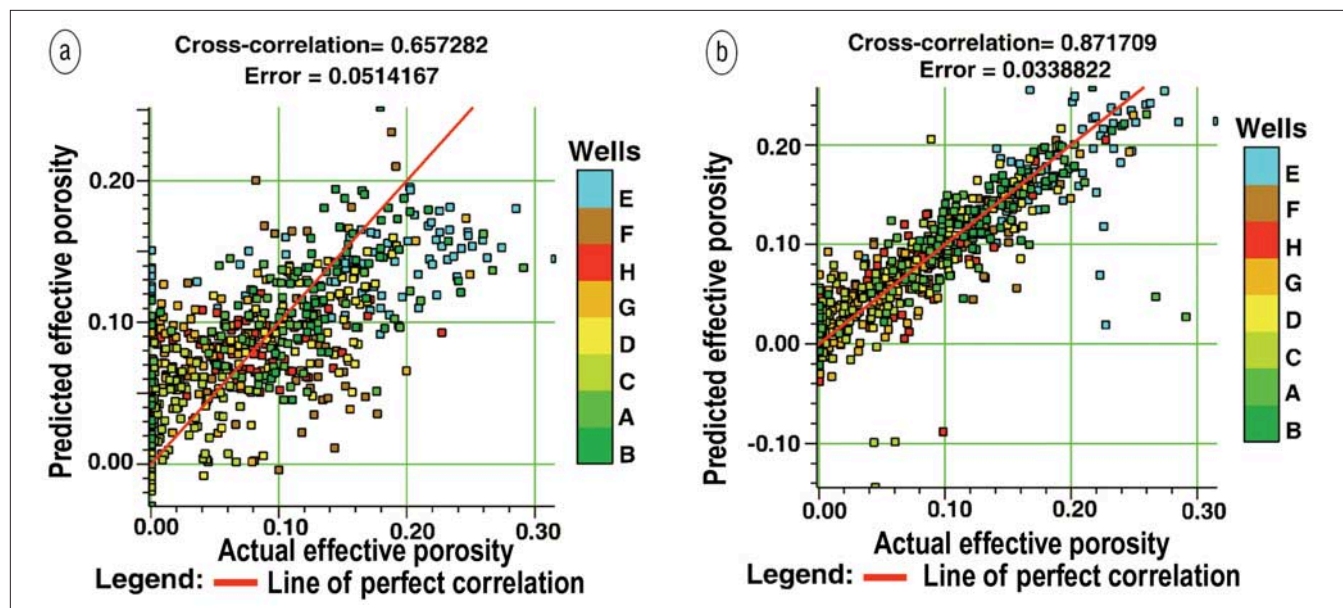 a
Cross-correlation= 0.657282
Error = 0.0514167
Predicted effective porosity
0.20
0.10
0.00
0.00 0.10 0.20 0.30
Actual effective porosity
Legend: Line of perfect correlation
Wells
E
F
H
G
D
C
A
B
b
Cross-correlation= 0.871709
Error = 0.0338822
Predicted effective porosity
0.20
0.10
0.00
-0.10
0.00 0.10 0.20 0.30
Actual effective porosity
Legend: Line of perfect correlation
Wells
E
F
H
G
D
C
A
B